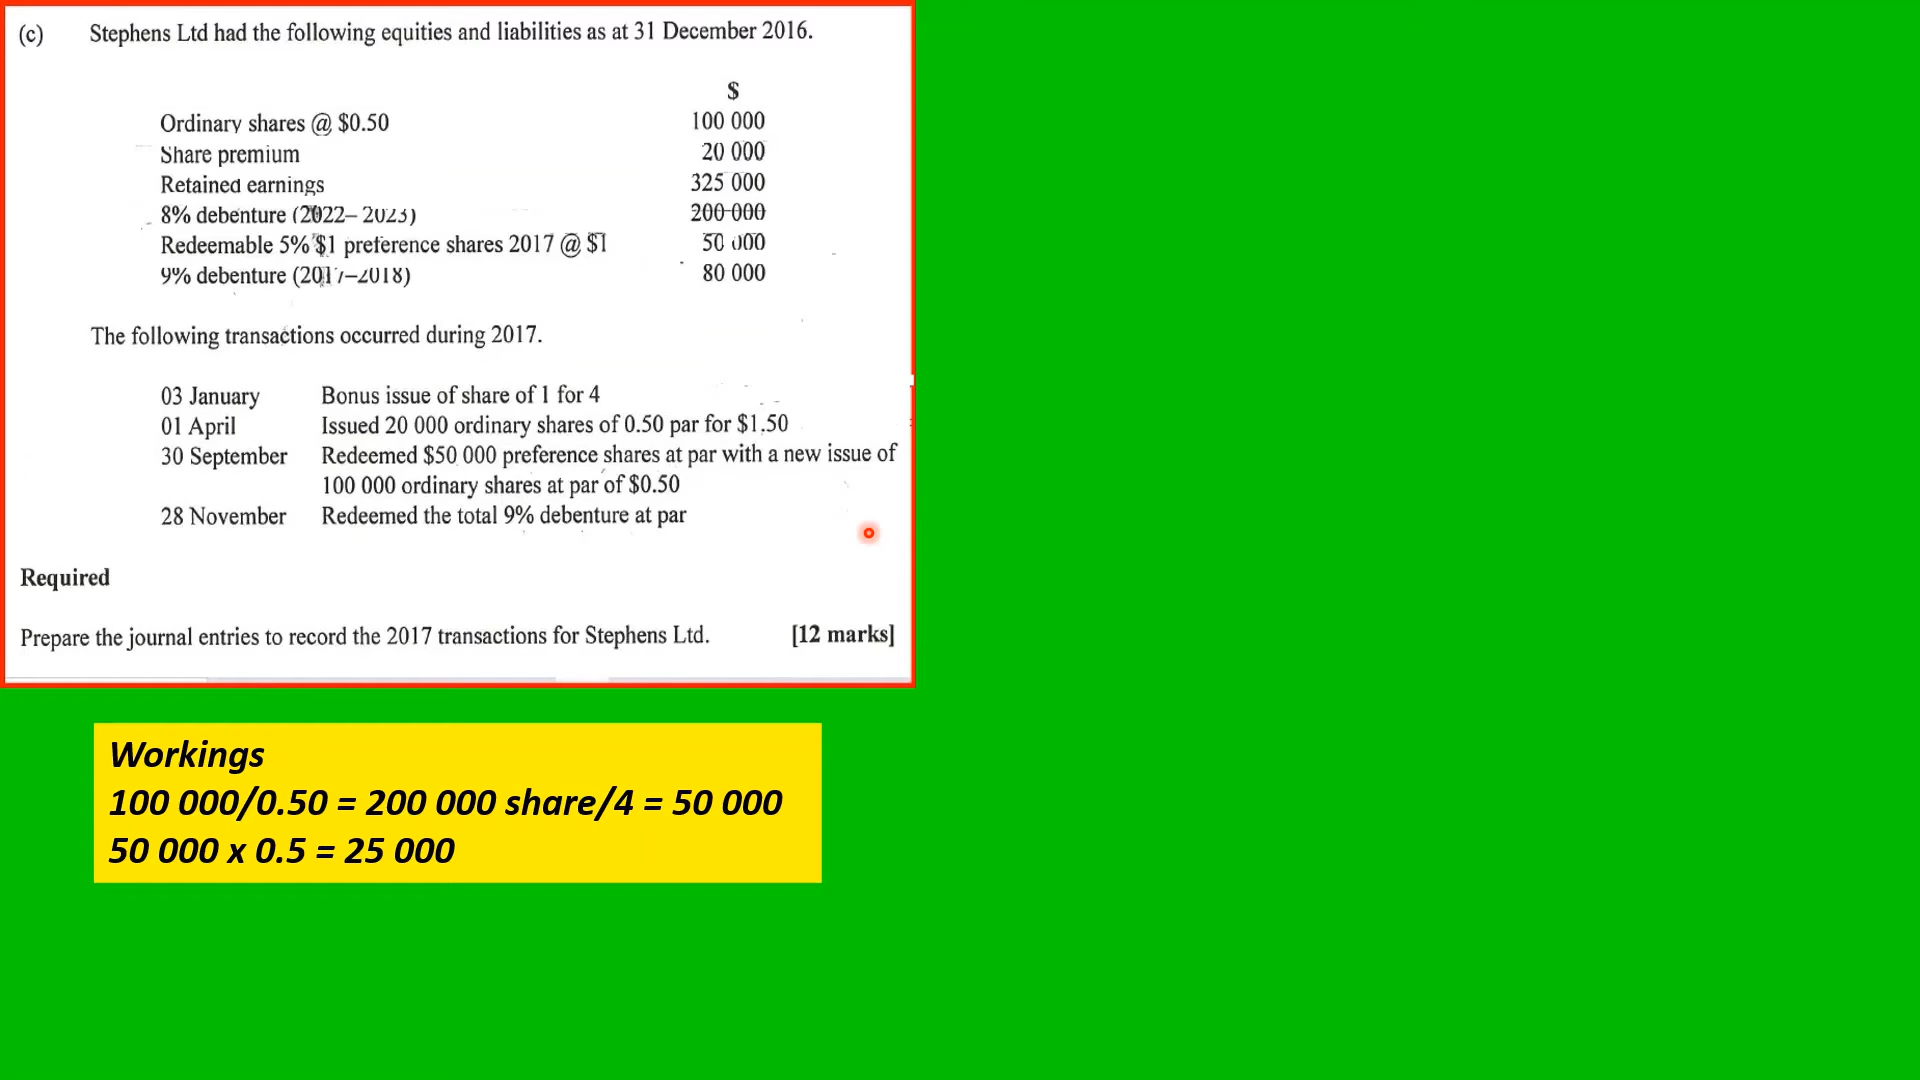 (c) Stephens Ltd had the following equities and liabilities as at 31 December 2016.
$
Ordinary shares @ $0.50 100 000
Share premium 20 000
Retained earnings 325 000
8% debenture (2022– 2023) 200 000
Redeemable 5% $1 preference shares 2017 @ $1 50 000
9% debenture (2017–2018) 80 000
The following transactions occurred during 2017.
03 January Bonus issue of share of 1 for 4
01 April Issued 20 000 ordinary shares of 0.50 par for $1.50
30 September Redeemed $50 000 preference shares at par with a new issue of
100 000 ordinary shares at par of $0.50
28 November Redeemed the total 9% debenture at par
Required
Prepare the journal entries to record the 2017 transactions for Stephens Ltd. [12 marks]
Workings
100 000/0.50 = 200 000 share/4 = 50 000
50 000 x 0.5 = 25 000